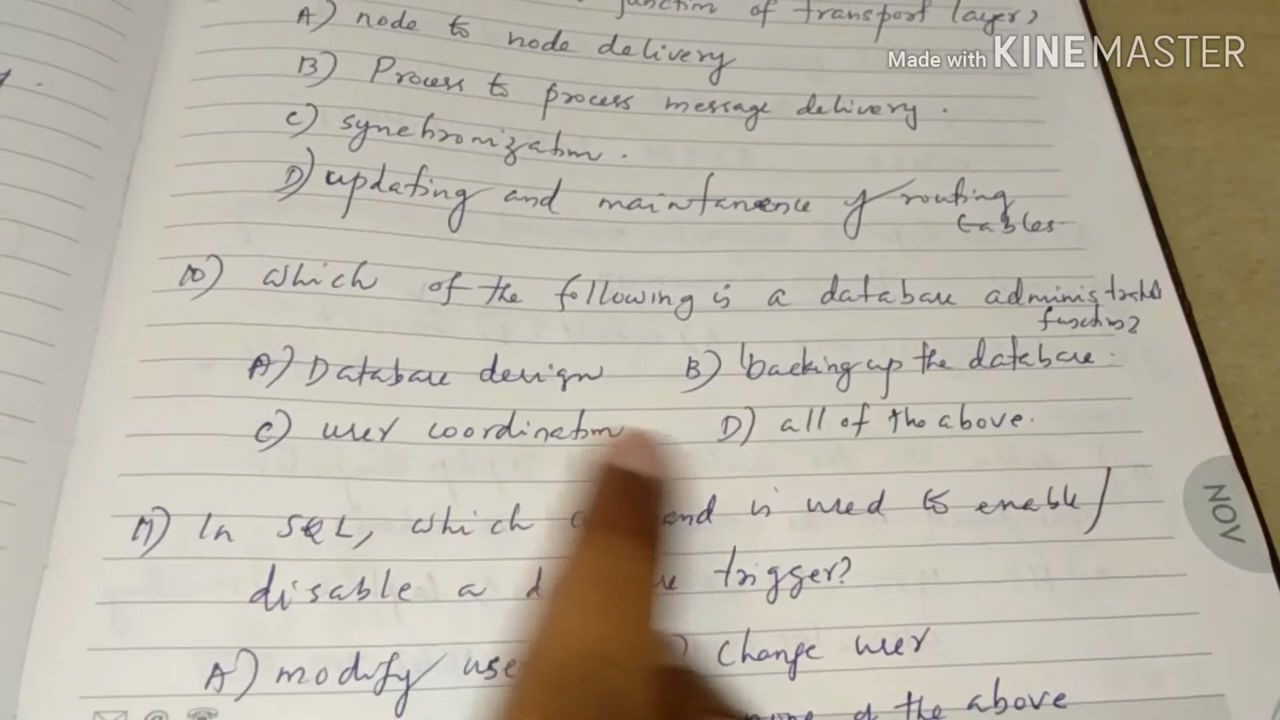 function of transport layer?
A) node to node delivery
B) Process to process message delivery.
C) synchronization.
D) updating and maintanence of routing
tables
10) which of the following is a database administrator
function?
A) Database design B) backing up the database.
C) user coordination D) all of the above.
11) In SQL, which is used to enable/
disable a trigger?
A) modify use change user
of the above
Made with KINEMASTER
NOV